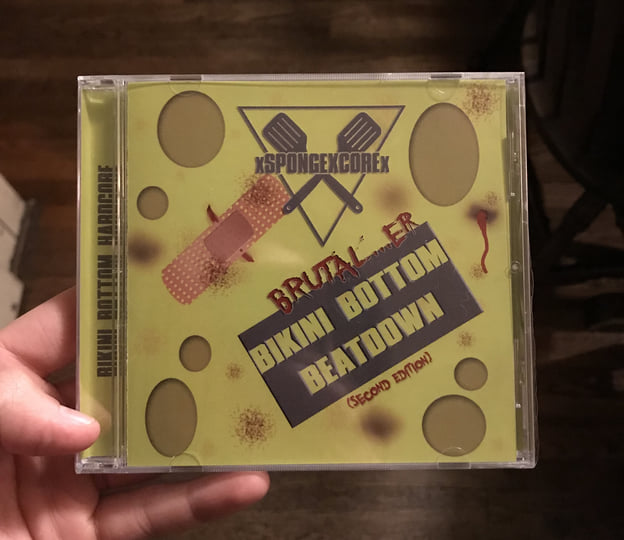 BIKINI BOTTOM HARDCORE
xSPONGEXCOREx
BRUTAL...ER
BIKINI BOTTOM
BEATDOWN
(SECOND EDITION)